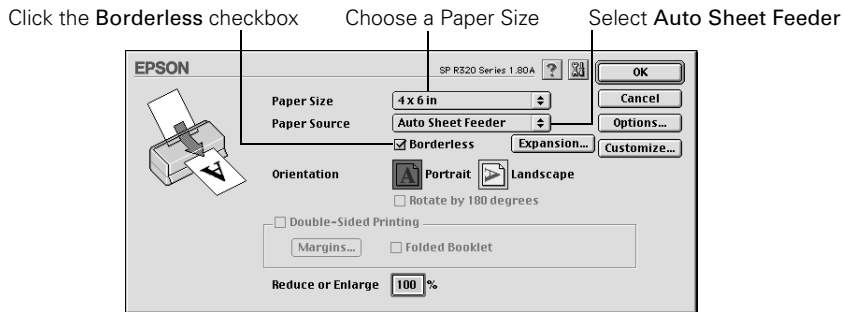 Click the Borderless checkbox Choose a Paper Size Select Auto Sheet Feeder
EPSON SP R320 Series 1.80A ? OK
Paper Size 4 x 6 in Cancel
Paper Source Auto Sheet Feeder Options...
Borderless Expansion... Customize...
Orientation A Portrait A Landscape
Rotate by 180 degrees
Double-Sided Printing
Margins... Folded Booklet
Reduce or Enlarge 100 %
A